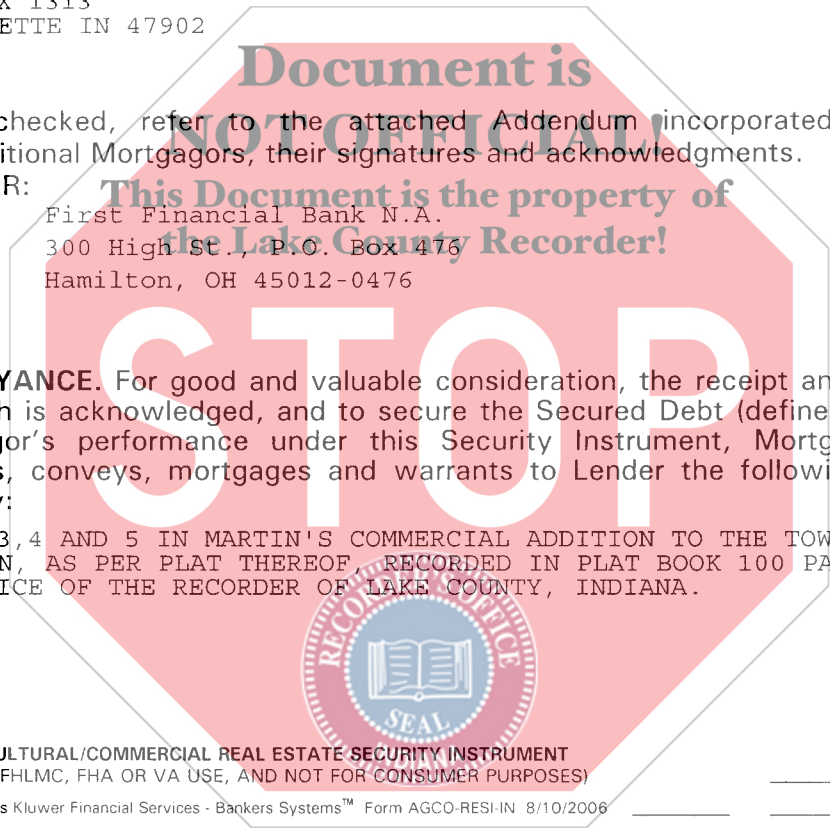 X 1313
ETTE IN 47902
Document is
NOT OFFICIAL!
checked, refer to the attached Addendum incorporated
itional Mortgagors, their signatures and acknowledgments.
R:
This Document is the property of
the Lake County Recorder!
First Financial Bank N.A.
300 High St., P.O. Box 476
Hamilton, OH 45012-0476
STOP
YANCE. For good and valuable consideration, the receipt an
h is acknowledged, and to secure the Secured Debt (define
gor's performance under this Security Instrument, Mortg
s, conveys, mortgages and warrants to Lender the followi
y:
3,4 AND 5 IN MARTIN'S COMMERCIAL ADDITION TO THE TOW
N, AS PER PLAT THEREOF, RECORDED IN PLAT BOOK 100 PA
ICE OF THE RECORDER OF LAKE COUNTY, INDIANA.
RECORDER'S OFFICE
SEAL
INDIANA
ULTURAL/COMMERCIAL REAL ESTATE SECURITY INSTRUMENT
FHLMC, FHA OR VA USE, AND NOT FOR CONSUMER PURPOSES)
s Kluwer Financial Services - Bankers Systems™ Form AGCO-RESI-IN 8/10/2006